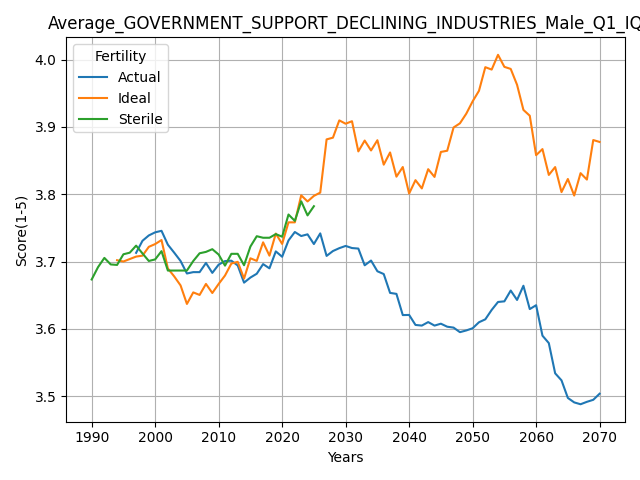 Average_GOVERNMENT_SUPPORT_DECLINING_INDUSTRIES_Male_Q1_IQ
Fertility
Actual
Ideal
Sterile
4.0
3.9
3.8
3.7
3.6
3.5
Score(1-5)
1990 2000 2010 2020 2030 2040 2050 2060 2070
Years